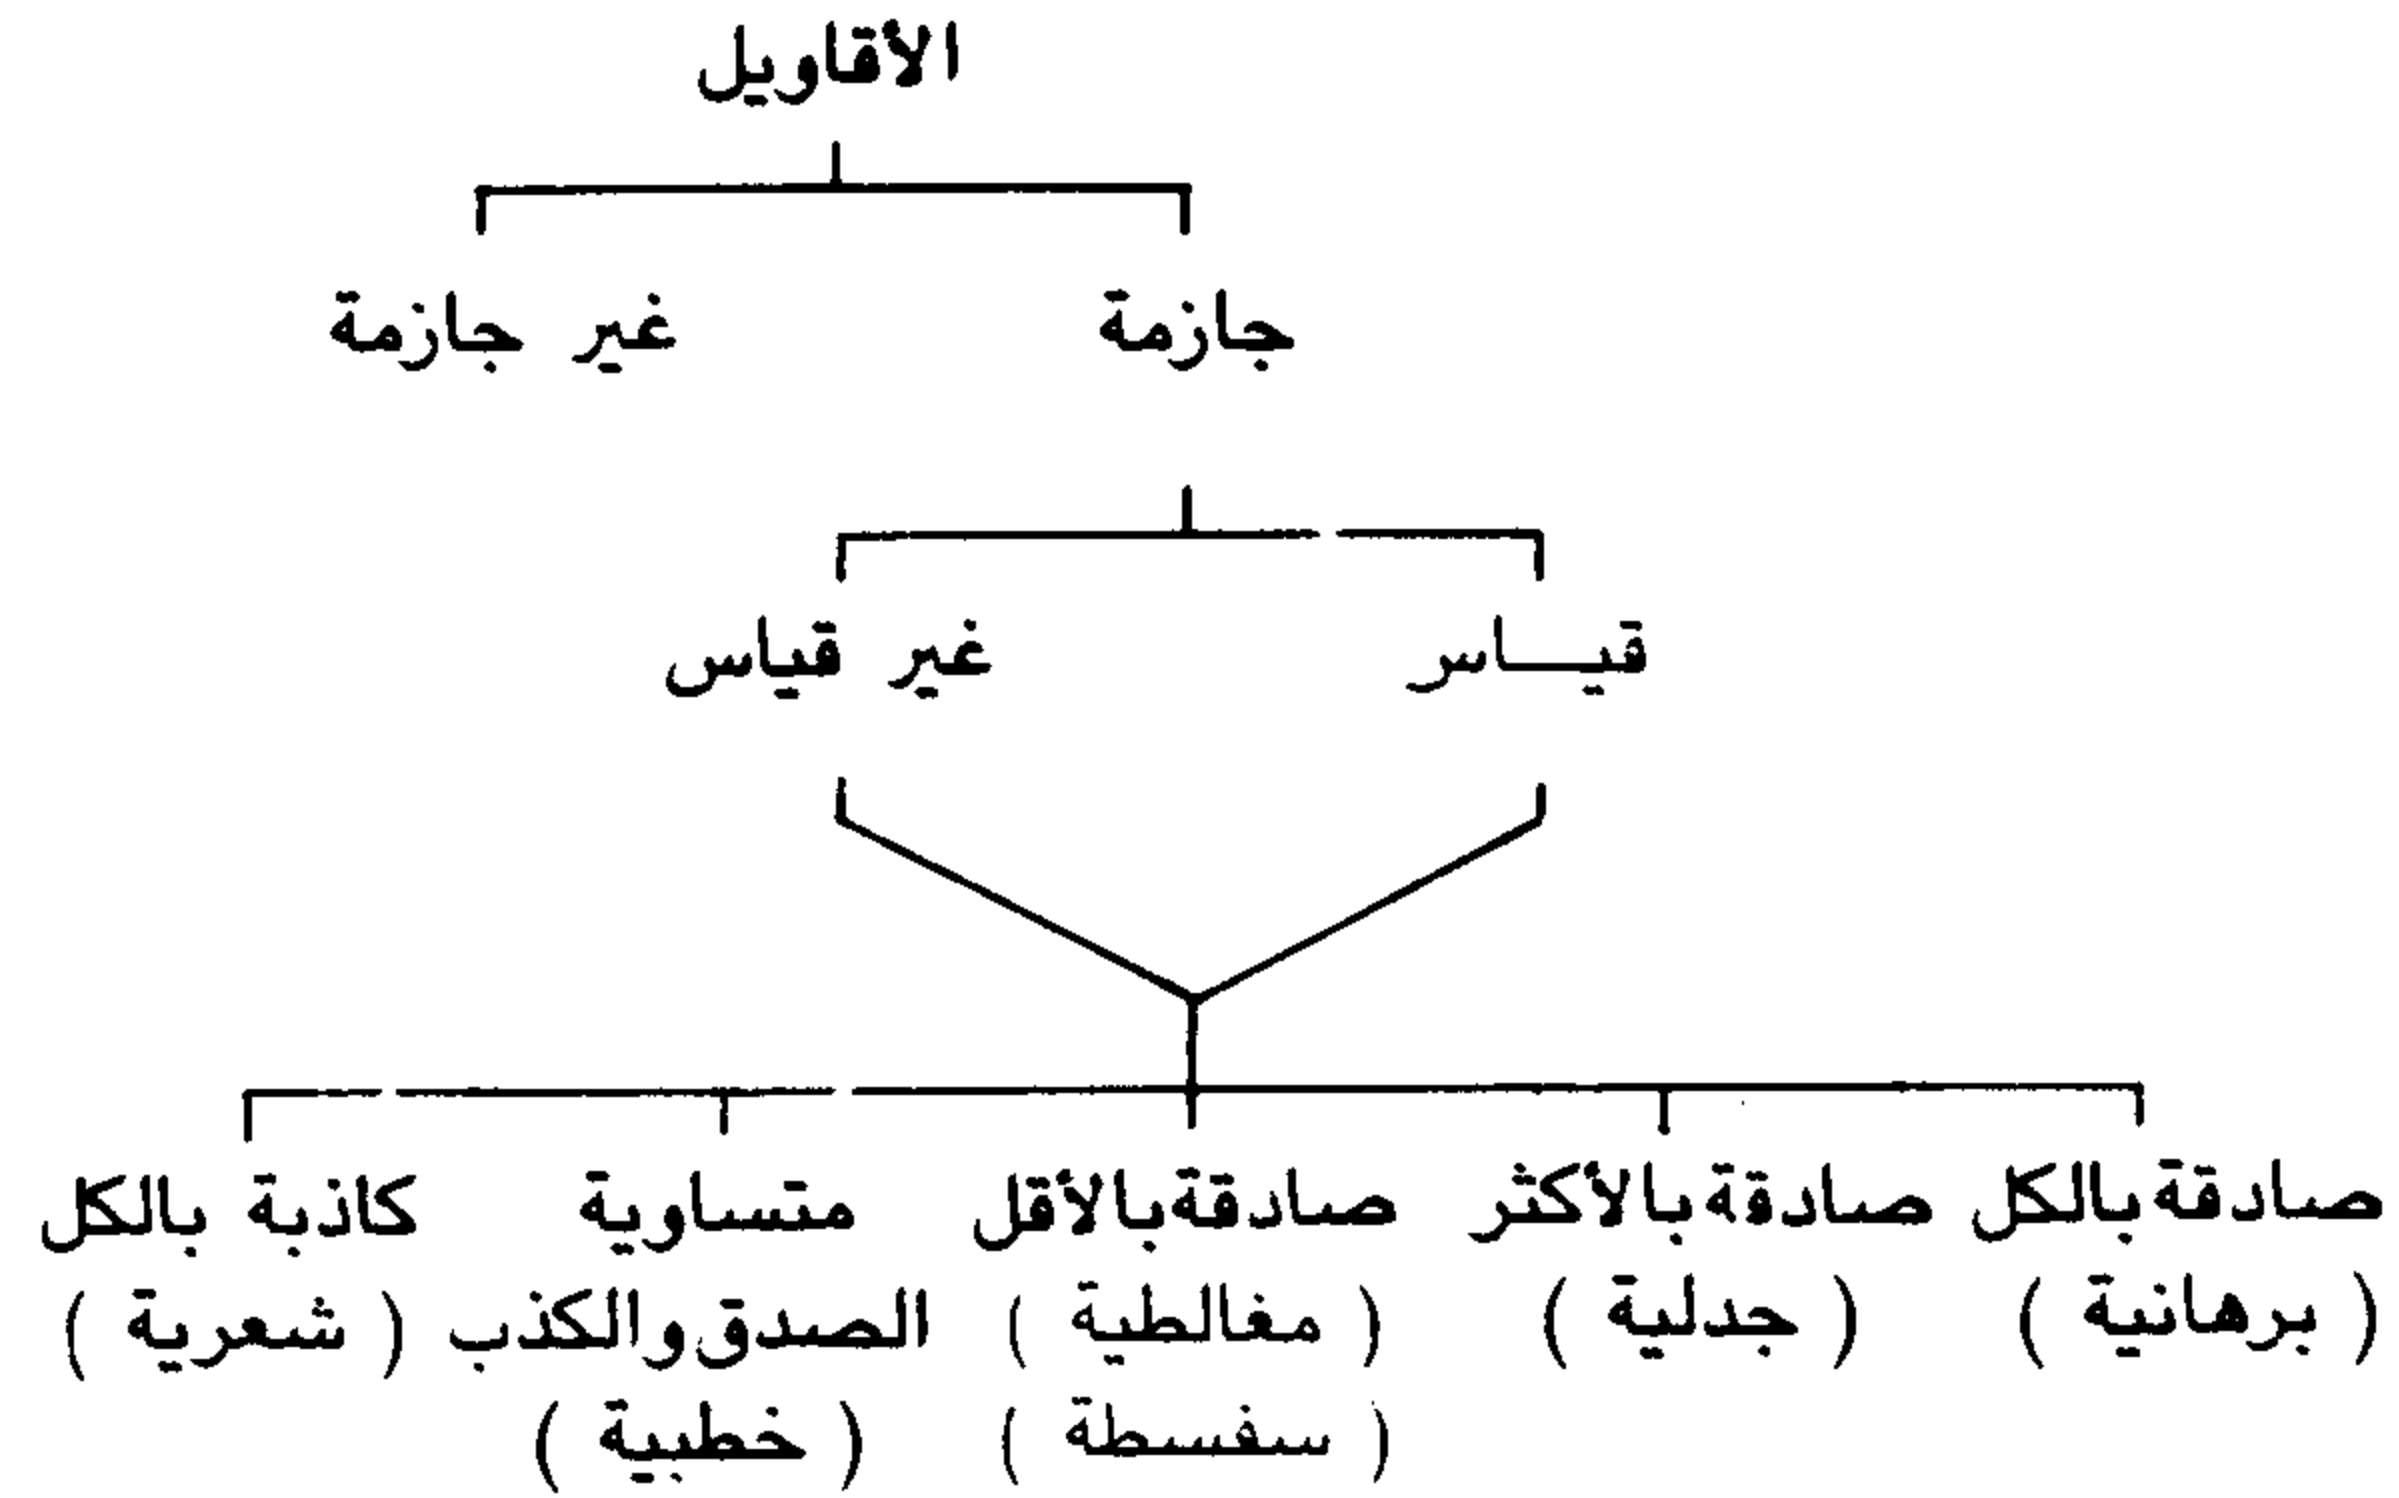 الأقاويل
جازمة
غير جازمة
قيـــاس
غير قياس
صادقة بالكل
( برهانية )
صادقة بالأكثر
( جدلية )
صادقة بالأقل
( مغالطية )
( سفسطة )
متساوية
الصدق والكذب
( خطبية )
كاذبة بالكل
( شعرية )